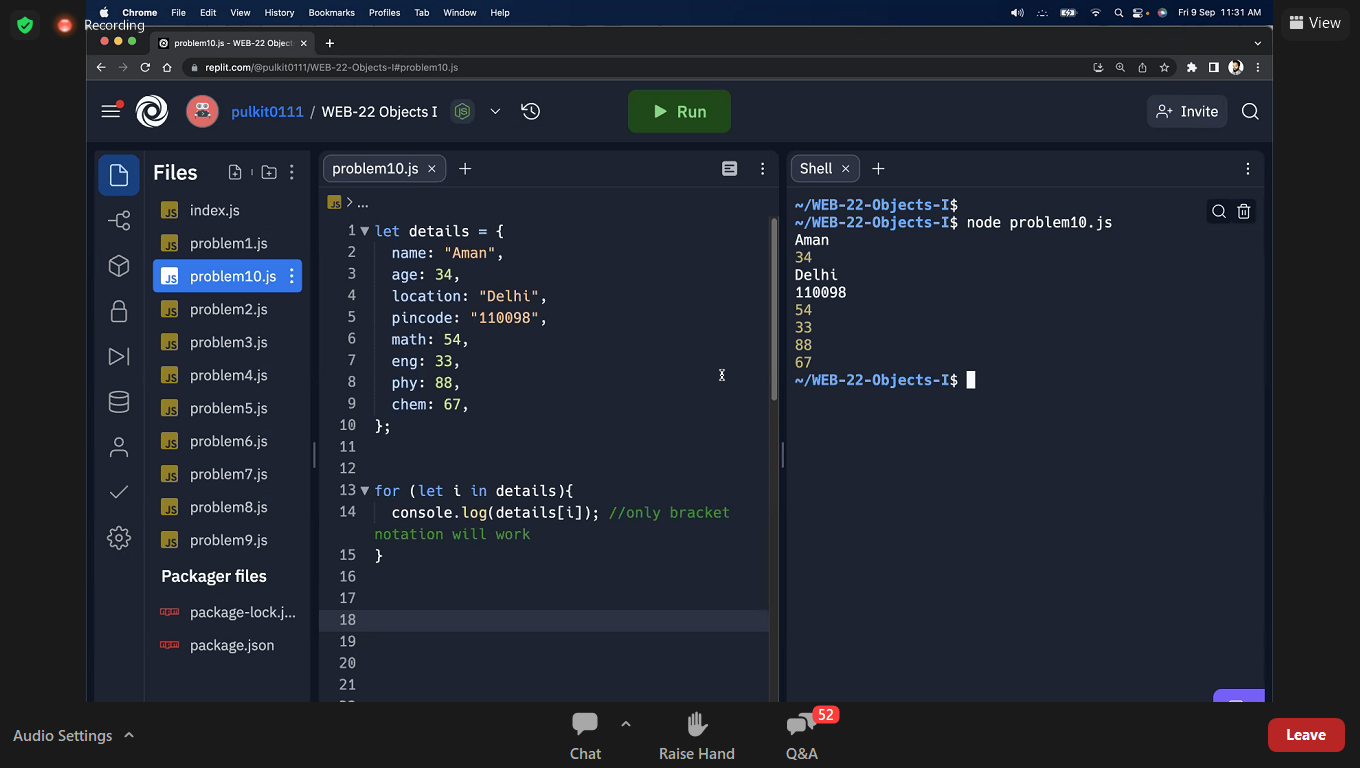 Recording
Chrome File Edit View History Bookmarks Profiles Tab Window Help
Fri 9 Sep 11:31 AM
View
problem10.js - WEB-22 Object
replit.com/@pulkit0111/WEB-22-Objects-I#problem10.js
pulkit0111 / WEB-22 Objects I
Run
Invite
Files
index.js
problem1.js
problem10.js
problem2.js
problem3.js
problem4.js
problem5.js
problem6.js
problem7.js
problem8.js
problem9.js
Packager files
package-lock.j...
package.json
problem10.js
JS > ...
1 let details = {
2 name: "Aman",
3 age: 34,
4 location: "Delhi",
5 pincode: "110098",
6 math: 54,
7 eng: 33,
8 phy: 88,
9 chem: 67,
10 };
11
12
13 for (let i in details){
14 console.log(details[i]); //only bracket
notation will work
15 }
16
17
18
19
20
21
Shell
~/WEB-22-Objects-I$
~/WEB-22-Objects-I$ node problem10.js
Aman
34
Delhi
110098
54
33
88
67
~/WEB-22-Objects-I$
Audio Settings
Chat
Raise Hand
52
Q&A
Leave